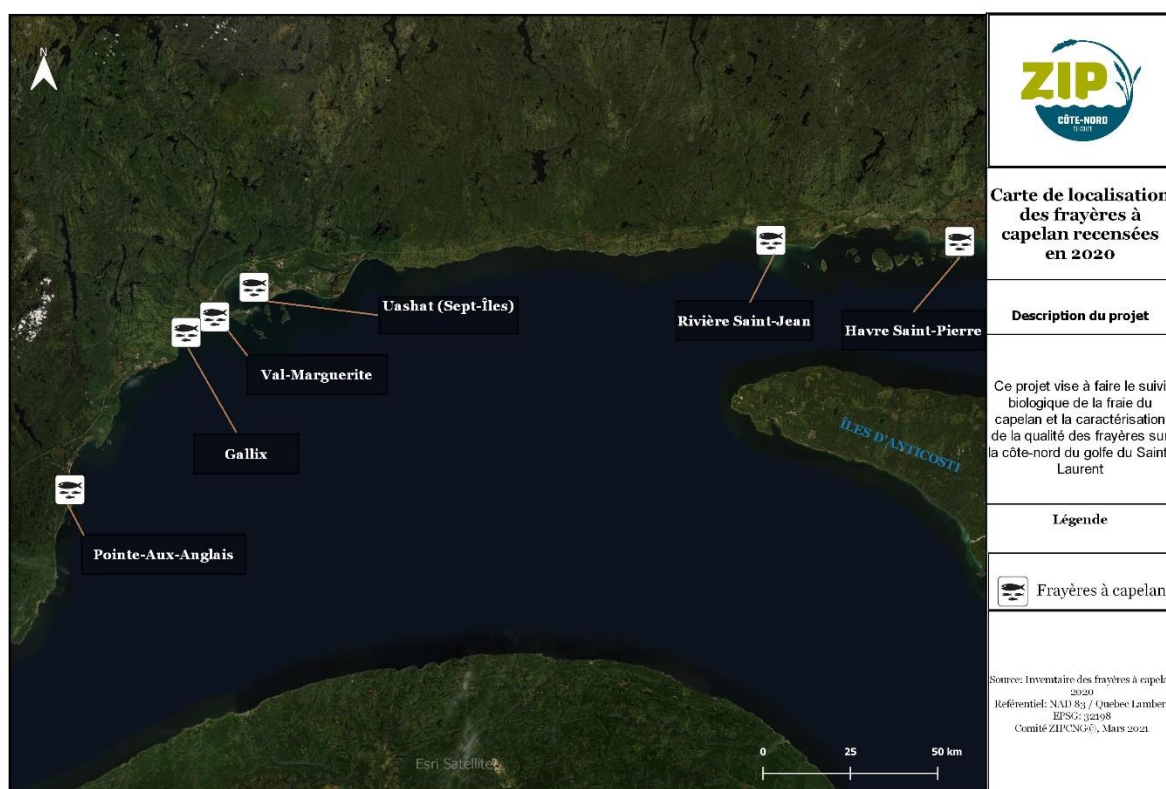 N
Uashat (Sept-Îles)
Rivière Saint-Jean
Havre Saint-Pierre
Val-Marguerite
Gallix
Pointe-Aux-Anglais
ÎLES D'ANTICOSTI
Esri Satellite
0 25 50 km
ZIP
CÔTE-NORD
DU GOLFE
Carte de localisation
des frayères à
capelan recensées
en 2020
Description du projet
Ce projet vise à faire le suivi
biologique de la fraie du
capelan et la caractérisation
de la qualité des frayères sur
la côte-nord du golfe du Saint
Laurent
Légende
Frayères à capelan
Source: Inventaire des frayères à capela
2020
Référentiel: NAD 83 / Quebec Lamber
EPSG: 32198
Comité ZIPCNG©, Mars 2021